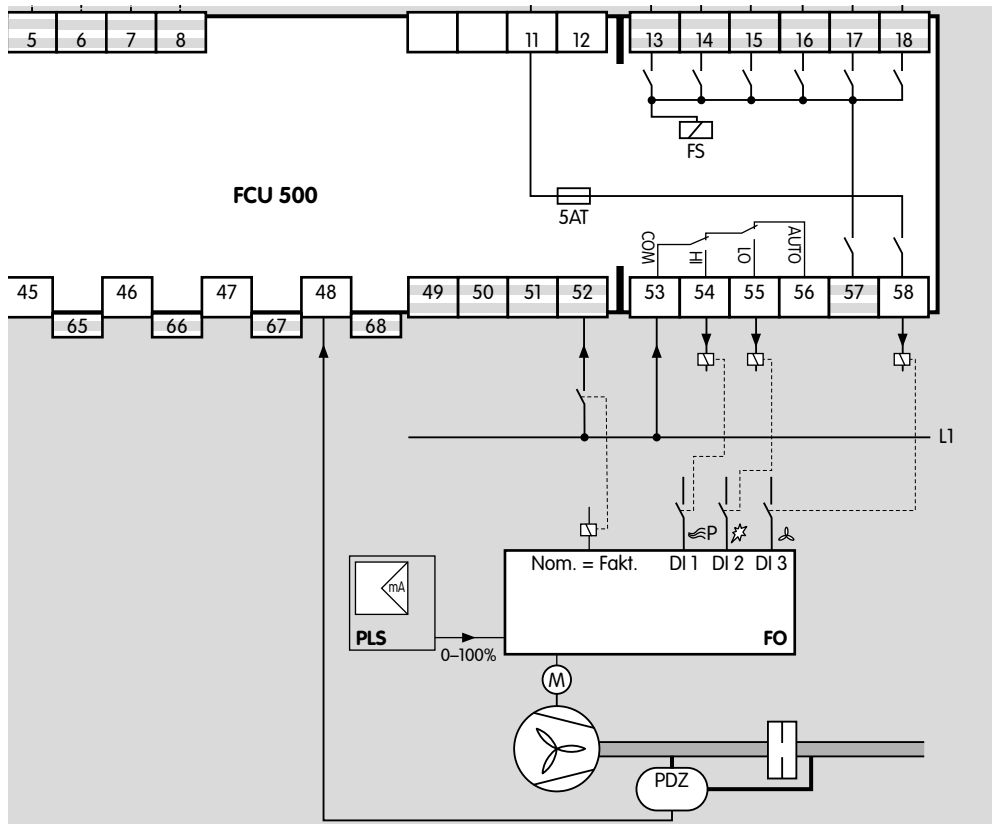 5 6 7 8 11 12 13 14 15 16 17 18
FS
FCU 500
5AT
COM HI LO AUTO
45 46 47 48 49 50 51 52 53 54 55 56 57 58
65 66 67 68
L1
P
Nom. = Fakt. DI 1 DI 2 DI 3
mA
PLS
FO
0–100%
M
PDZ